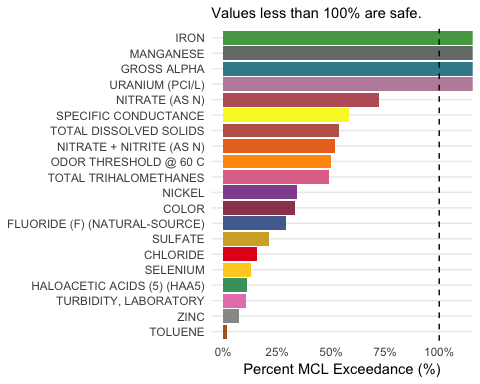 Values less than 100% are safe.
IRON
MANGANESE
GROSS ALPHA
URANIUM (PCI/L)
NITRATE (AS N)
SPECIFIC CONDUCTANCE
TOTAL DISSOLVED SOLIDS
NITRATE + NITRITE (AS N)
ODOR THRESHOLD @ 60 C
TOTAL TRIHALOMETHANES
NICKEL
COLOR
FLUORIDE (F) (NATURAL-SOURCE)
SULFATE
CHLORIDE
SELENIUM
HALOACETIC ACIDS (5) (HAA5)
TURBIDITY, LABORATORY
ZINC
TOLUENE
0% 25% 50% 75% 100%
Percent MCL Exceedance (%)